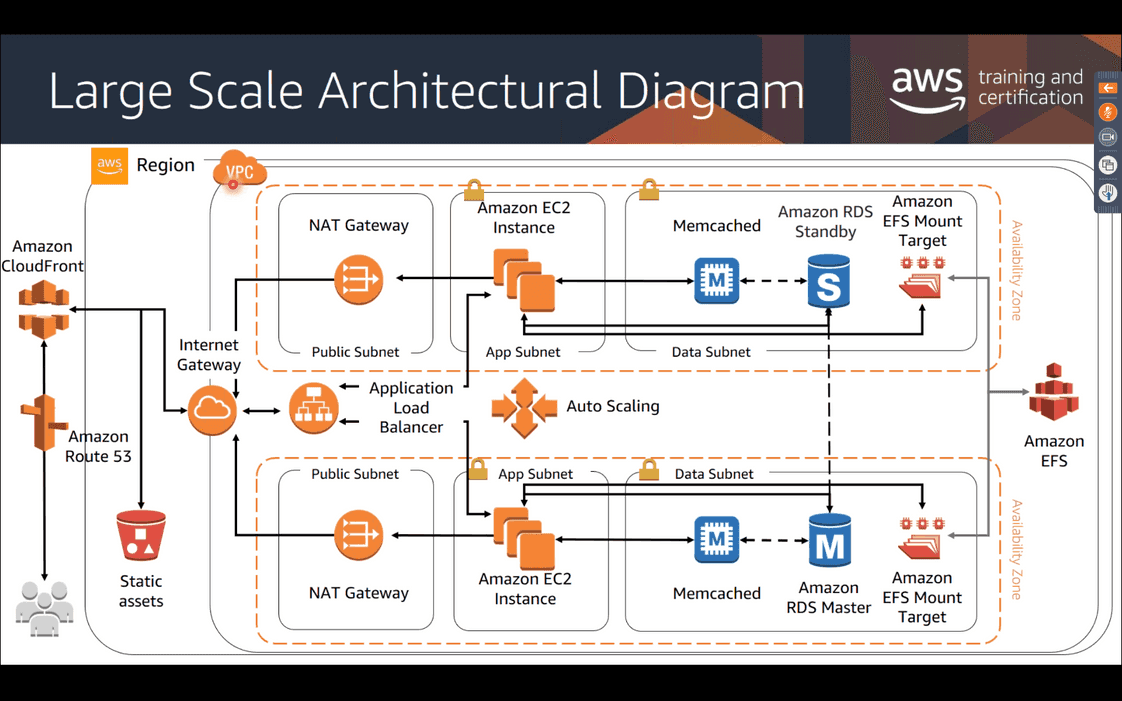 Large Scale Architectural Diagram
aws
training and
certification
aws
Region
VPC
Amazon
CloudFront
Amazon
Route 53
Static
assets
Internet
Gateway
NAT Gateway
Public Subnet
Amazon EC2
Instance
App Subnet
Memcached
Amazon RDS
Standby
S
Amazon
EFS Mount
Target
M
Data Subnet
Availability Zone
Application
Load
Balancer
Auto Scaling
Amazon
EFS
Public Subnet
NAT Gateway
App Subnet
Amazon EC2
Instance
Data Subnet
M
Memcached
M
Amazon
RDS Master
Amazon
EFS Mount
Target
Availability Zone